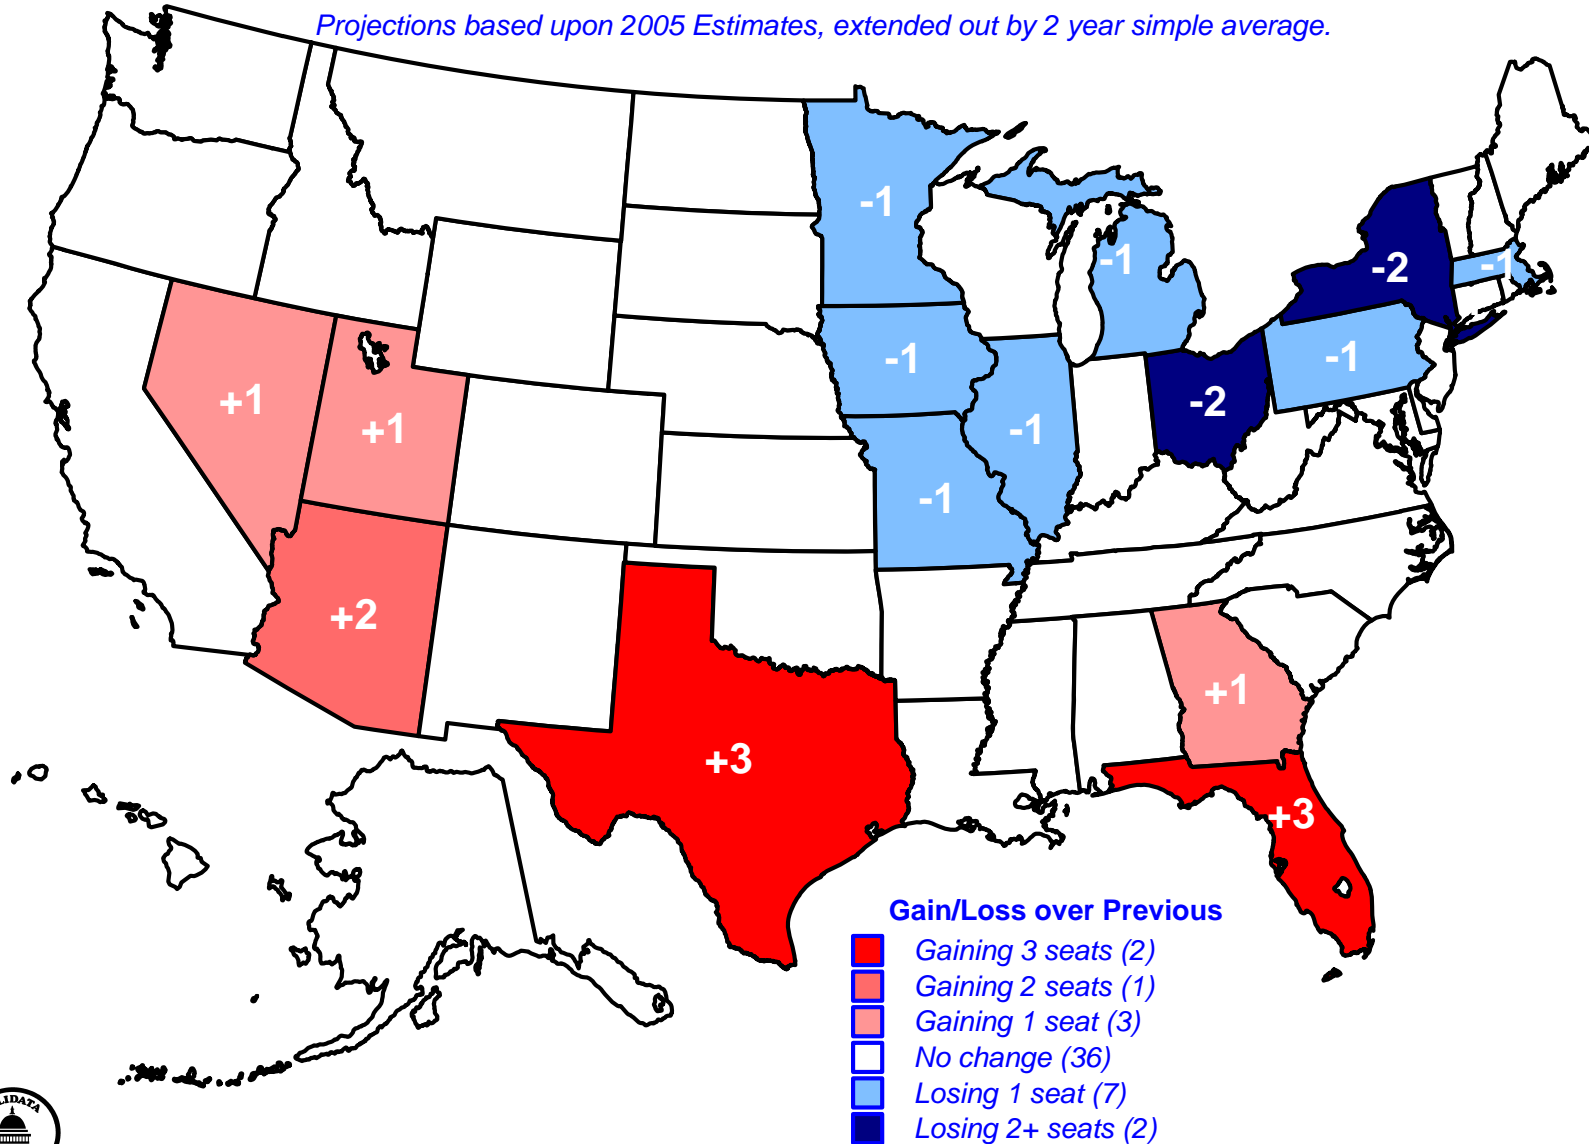 Projections based upon 2005 Estimates, extended out by 2 year simple average.
-1
-1
-2
-1
-1
-1
+1
-2
+1
-1
-1
+2
+1
+3
+3
Gain/Loss over Previous
Gaining 3 seats (2)
Gaining 2 seats (1)
Gaining 1 seat (3)
No change (36)
Losing 1 seat (7)
Losing 2+ seats (2)
LIDATA